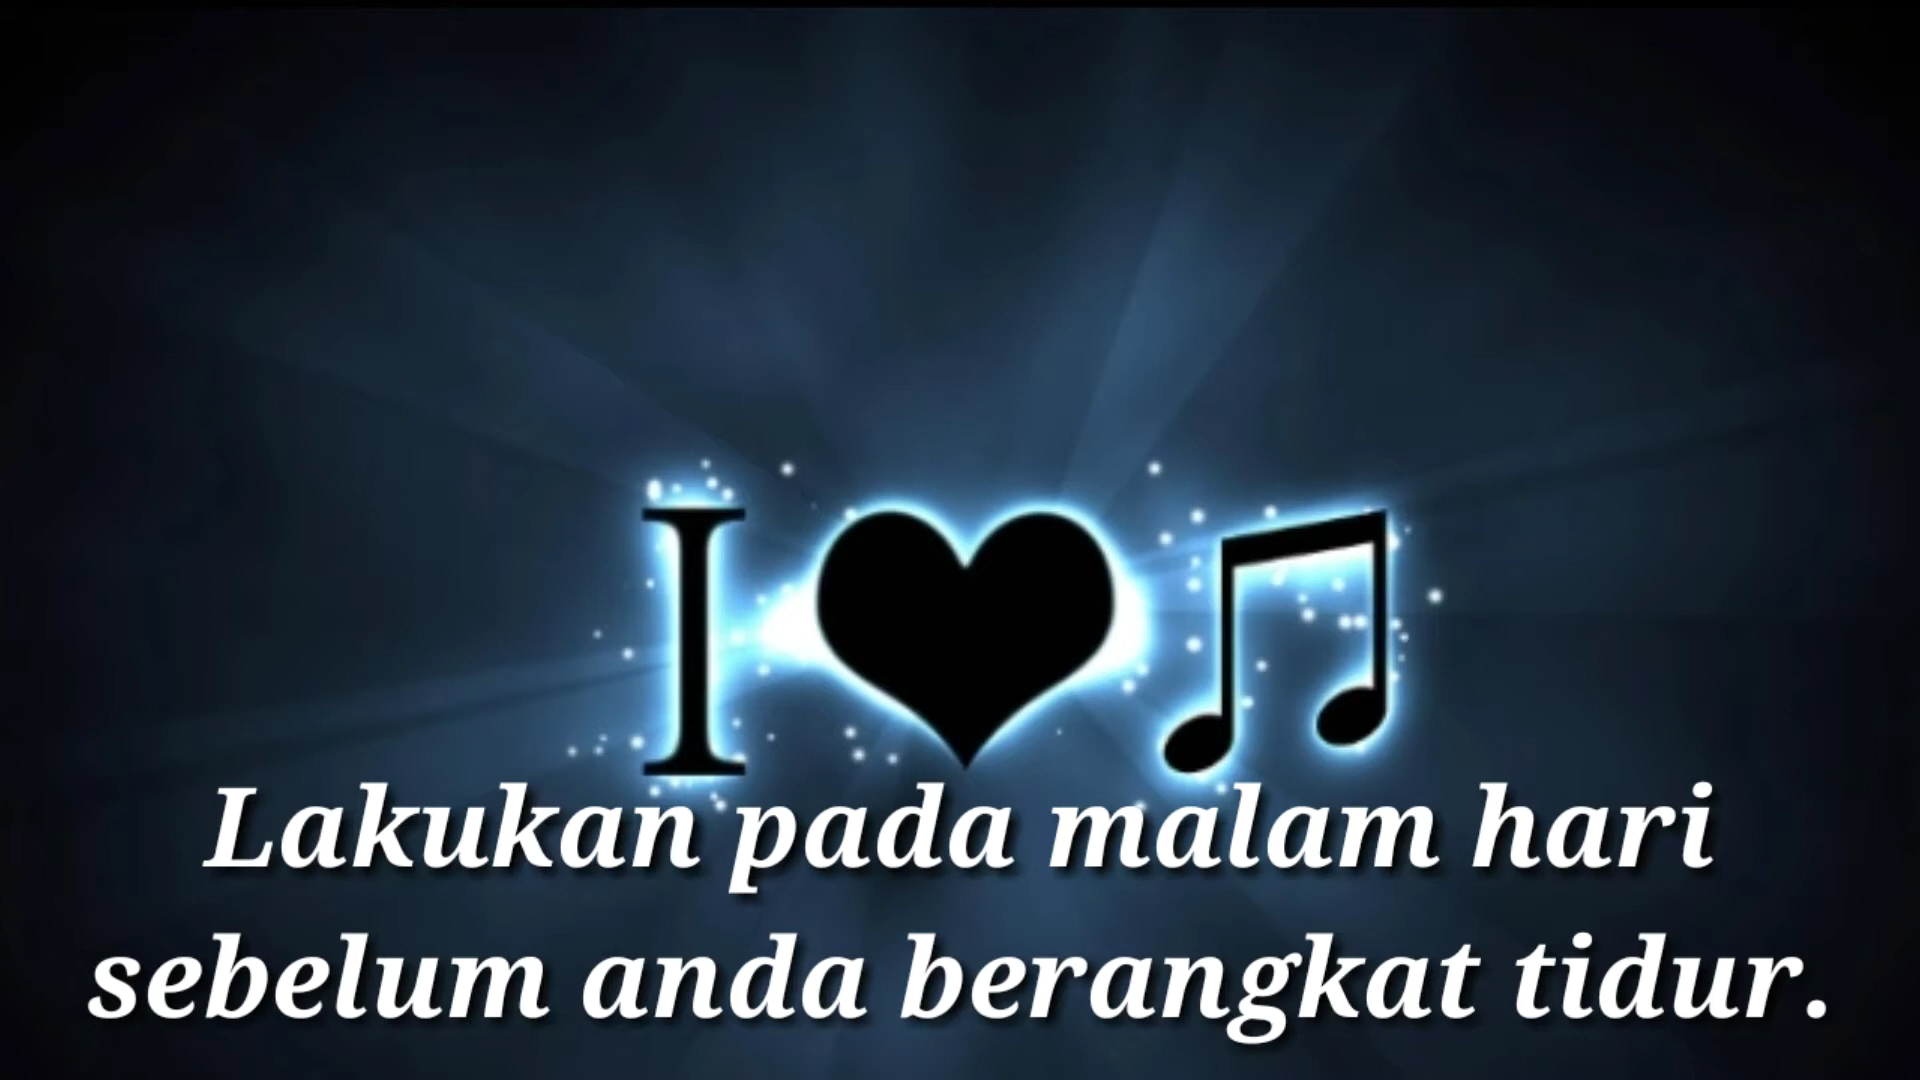 I ♥ ♫
Lakukan pada malam hari
sebelum anda berangkat tidur.